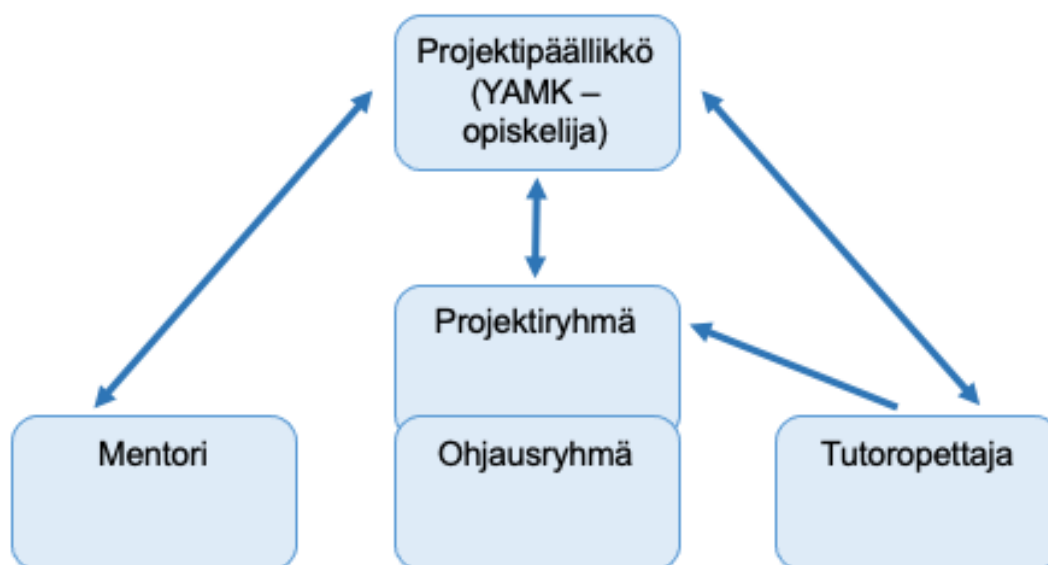 Projektipäällikkö
(YAMK –
opiskelija)
Projektiryhmä
Mentori
Ohjausryhmä
Tutoropettaja